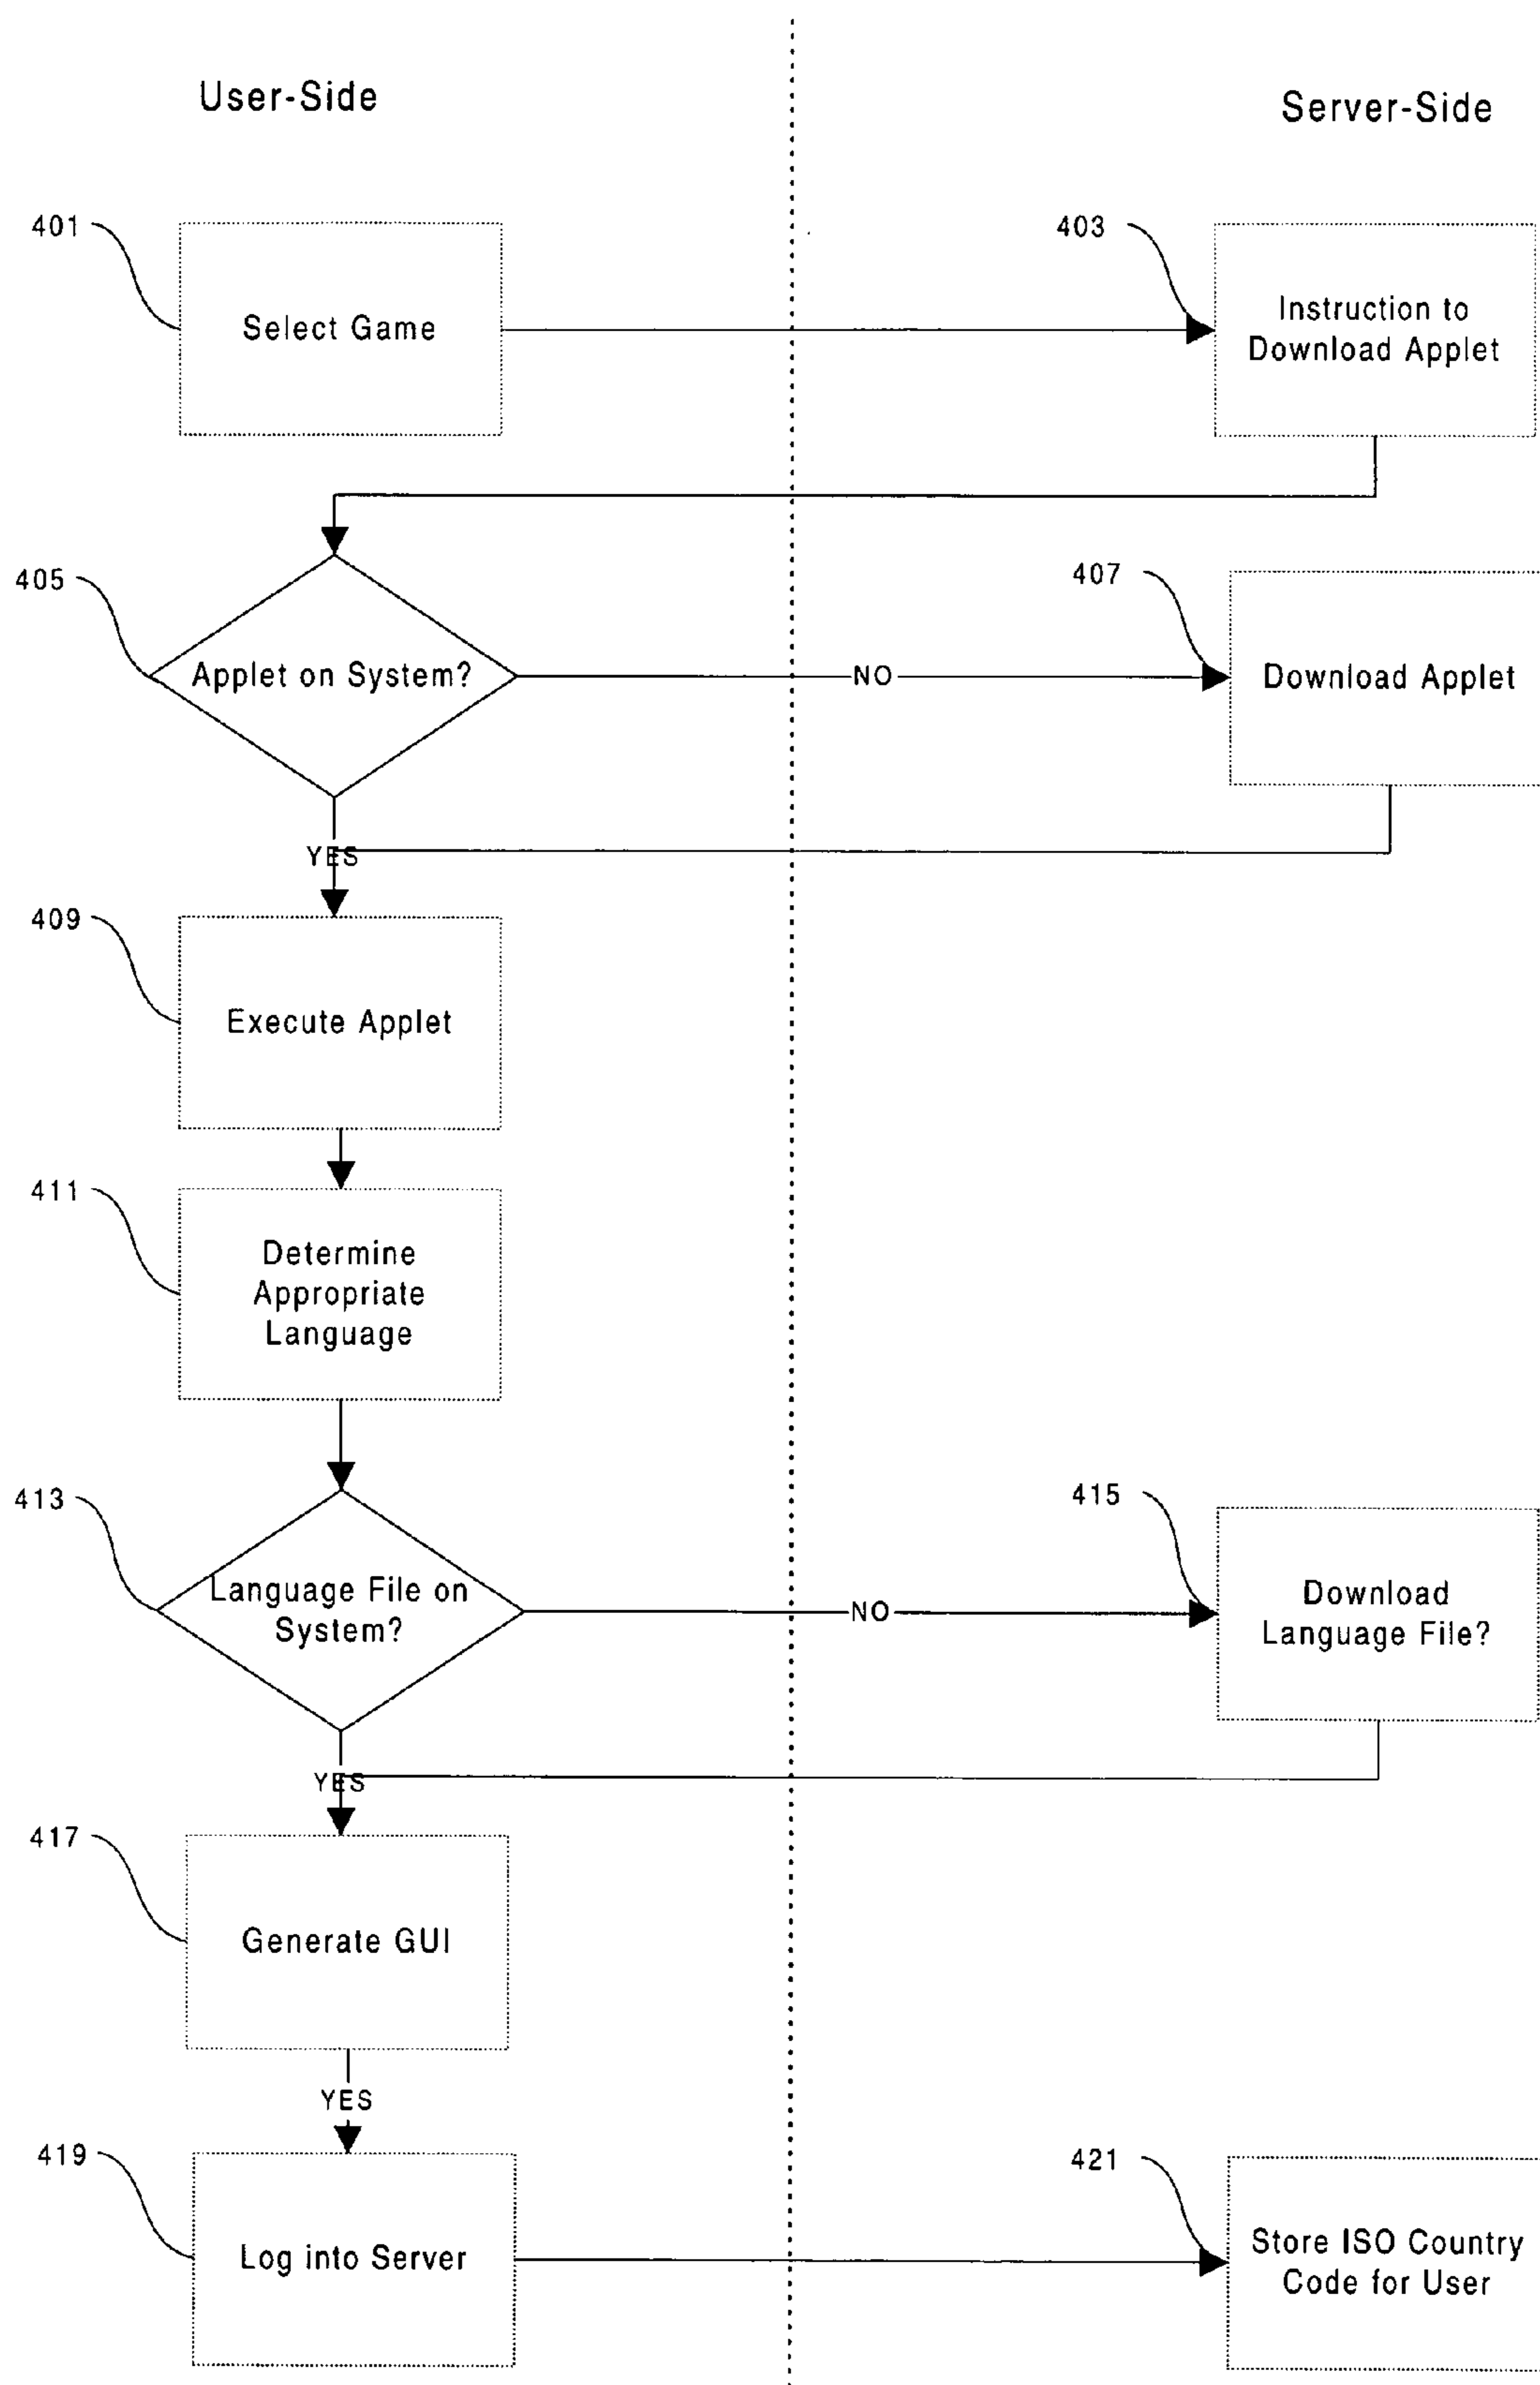 User-Side
Server-Side
401
Select Game
403
Instruction to
Download Applet
405
Applet on System?
NO
407
Download Applet
YES
409
Execute Applet
411
Determine
Appropriate
Language
413
Language File on
System?
NO
415
Download
Language File?
YES
417
Generate GUI
YES
419
Log into Server
421
Store ISO Country
Code for User